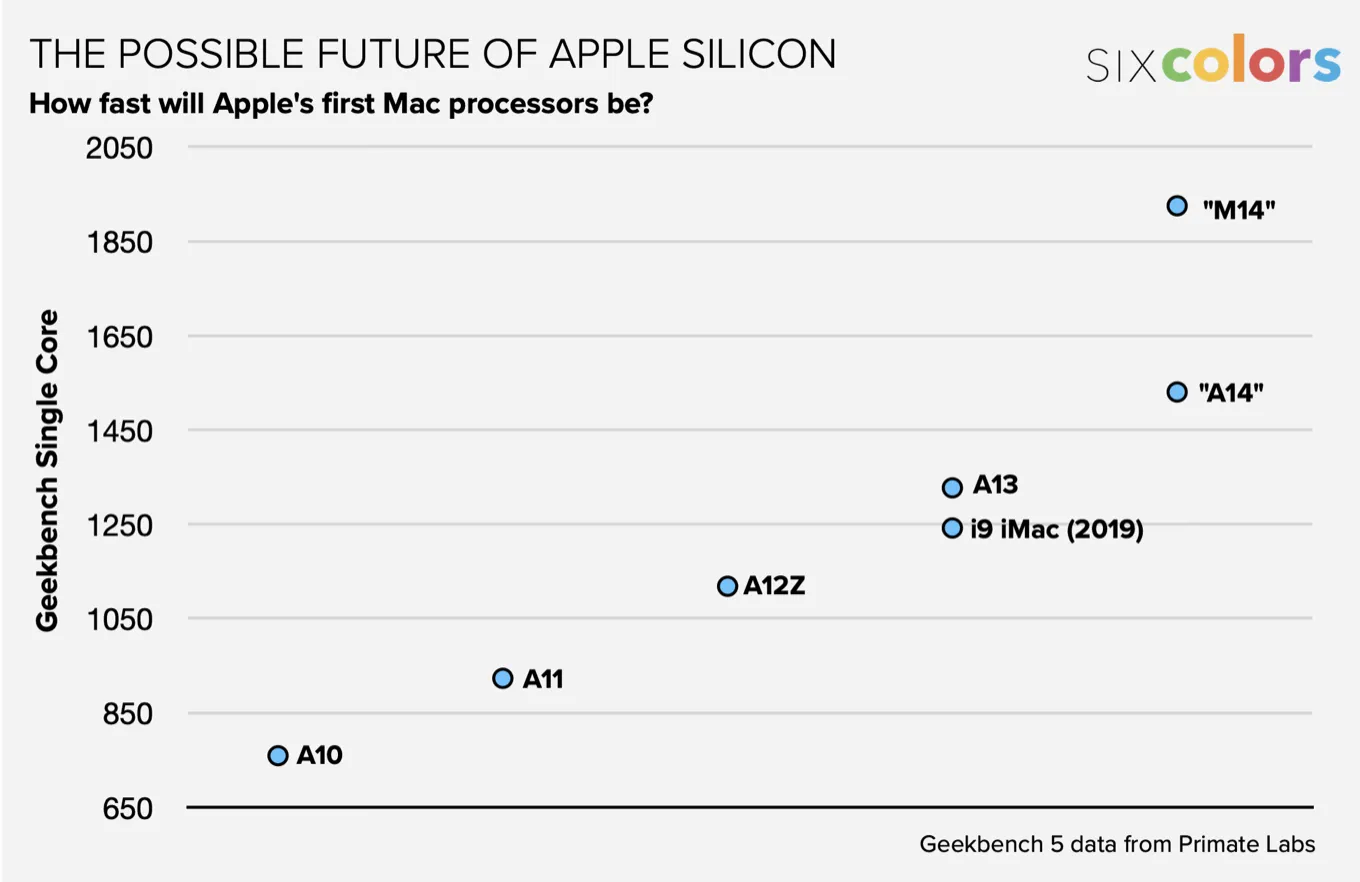 THE POSSIBLE FUTURE OF APPLE SILICON
SIXcolors
How fast will Apple's first Mac processors be?
Geekbench Single Core
2050
1850
1650
1450
1250
1050
850
650
"M14"
"A14"
A13
i9 iMac (2019)
A12Z
A11
A10
Geekbench 5 data from Primate Labs